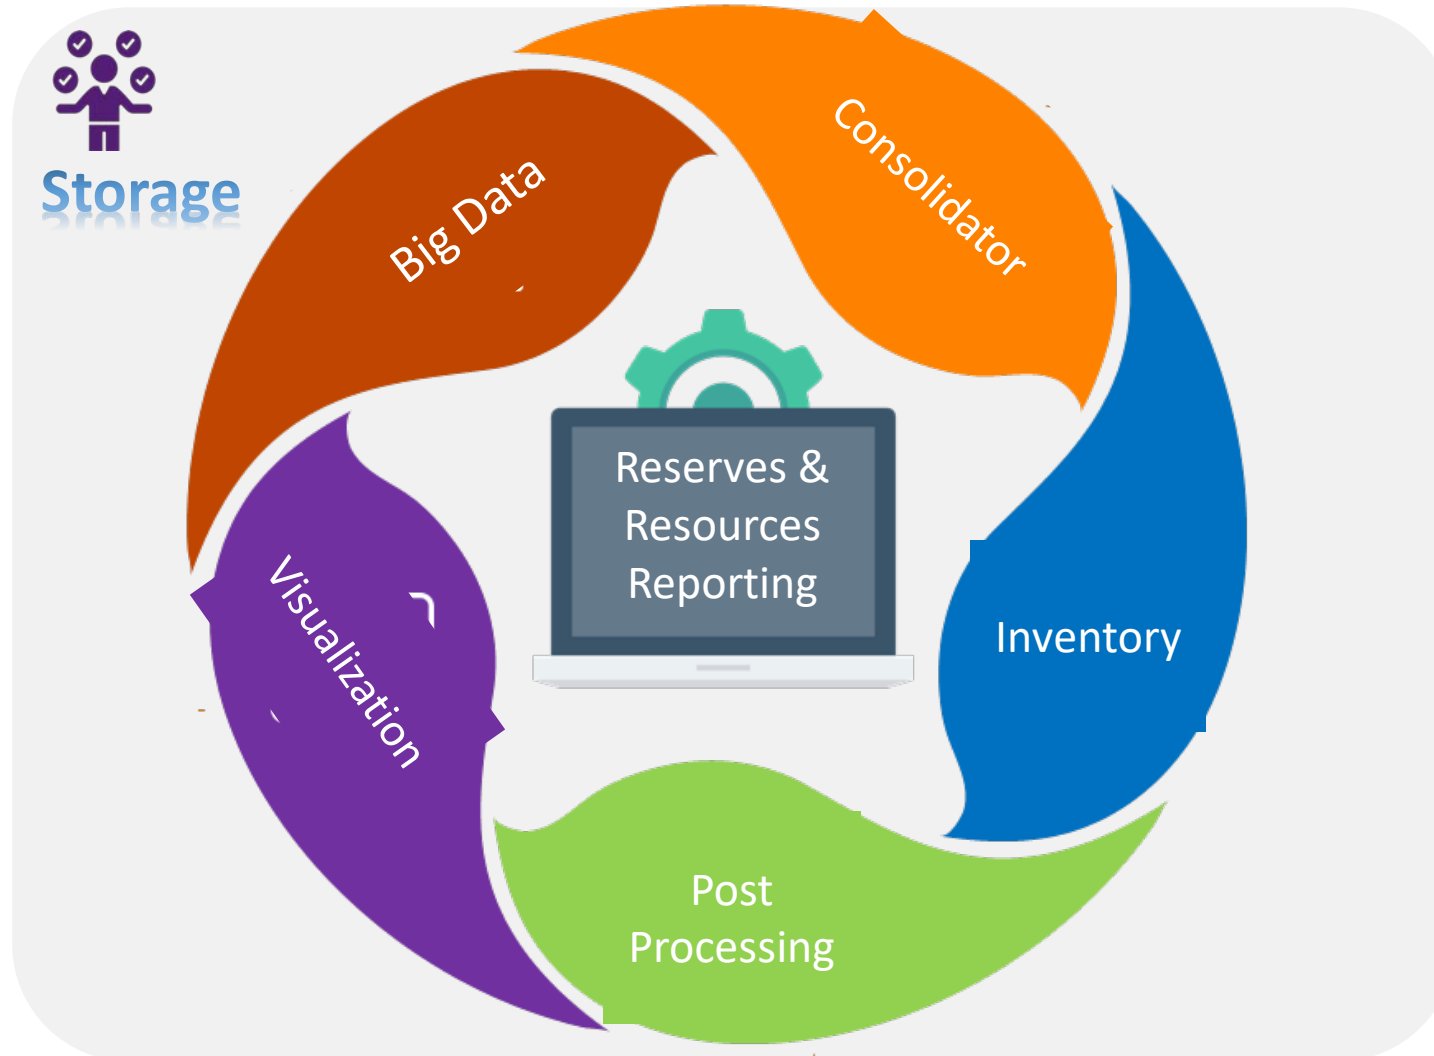 Storage
Big Data
Consolidator
Reserves &
Resources
Reporting
Inventory
Visualization
Post
Processing